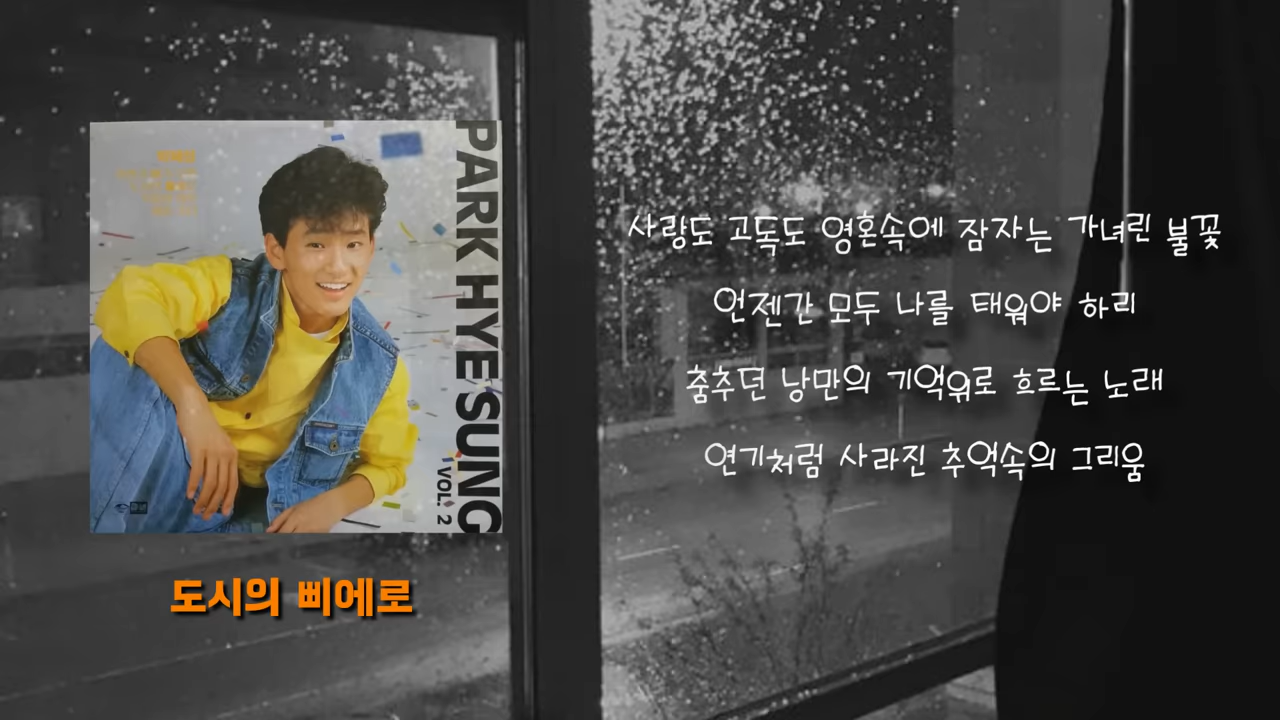 PARK HYESUNG
VOL. 2
도시의 삐에로
사랑도 고독도 영혼속에 잠자는 가녀린 불꽃
언젠간 모두 나를 태워야 하리
춤추던 낭만의 기억위로 흐르는 노래
연기처럼 사라진 추억속의 그리움